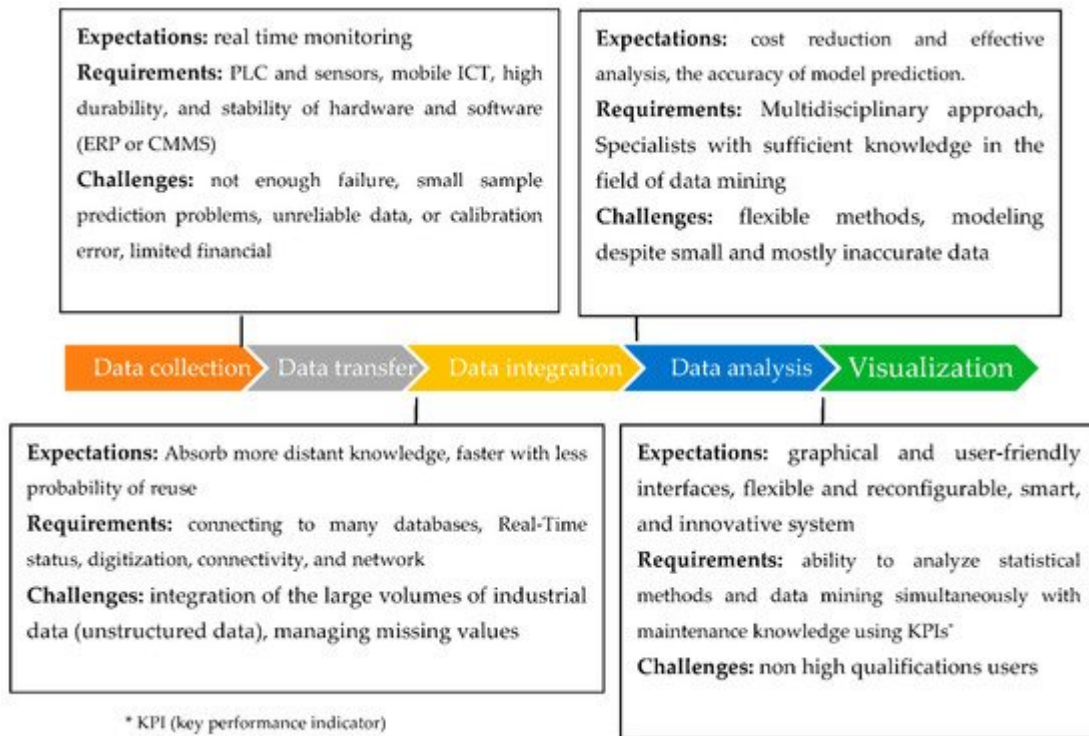 Expectations: real time monitoring
Requirements: PLC and sensors, mobile ICT, high
durability, and stability of hardware and software
(ERP or CMMS)
Challenges: not enough failure, small sample
prediction problems, unreliable data, or calibration
error, limited financial
Expectations: cost reduction and effective
analysis, the accuracy of model prediction.
Requirements: Multidisciplinary approach,
Specialists with sufficient knowledge in the
field of data mining
Challenges: flexible methods, modeling
despite small and mostly inaccurate data
Data collection
Data transfer
Data integration
Data analysis
Visualization
Expectations: Absorb more distant knowledge, faster with less
probability of reuse
Requirements: connecting to many databases, Real-Time
status, digitization, connectivity, and network
Challenges: integration of the large volumes of industrial
data (unstructured data), managing missing values
Expectations: graphical and user-friendly
interfaces, flexible and reconfigurable, smart,
and innovative system
Requirements: ability to analyze statistical
methods and data mining simultaneously with
maintenance knowledge using KPIs*
Challenges: non high qualifications users
* KPI (key performance indicator)